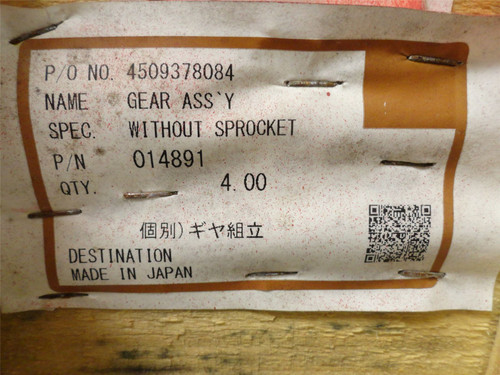 P/O NO. 4509378084
NAME GEAR ASS`Y
SPEC. WITHOUT SPROCKET
P/N 014891
QTY. 4.00
個別)ギヤ組立
DESTINATION
MADE IN JAPAN